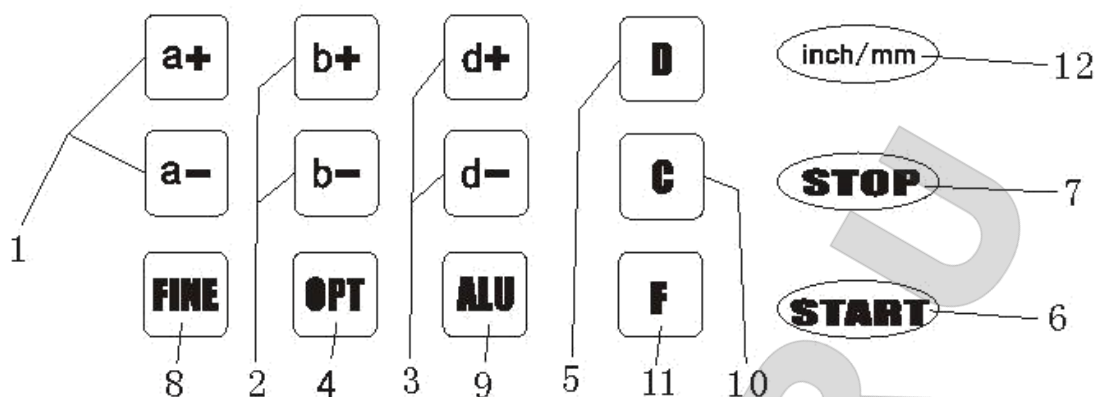 a+ b+ d+ D inch/mm 12
a- b- d- C STOP 7
1
FINE OPT ALU F START 6
8 2 4 3 9 5 11 10